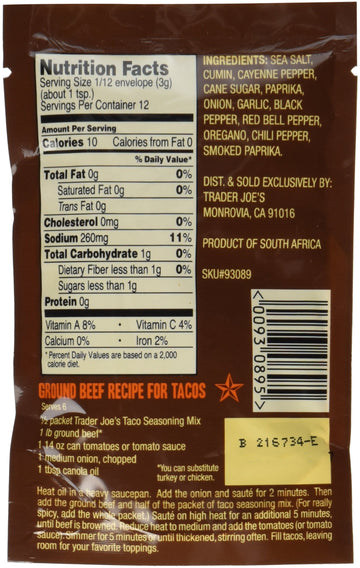 Nutrition Facts
Serving Size 1/12 envelope (3g)
(about 1 tsp.)
Servings Per Container 12
Amount Per Serving
Calories 10 Calories from Fat 0
% Daily Value*
Total Fat 0g 0%
Saturated Fat 0g 0%
Trans Fat 0g
Cholesterol 0mg 0%
Sodium 260mg 11%
Total Carbohydrate 1g 0%
Dietary Fiber less than 1g 0%
Sugars less than 1g
Protein 0g
Vitamin A 8% • Vitamin C 4%
Calcium 0% • Iron 2%
*Percent Daily Values are based on a 2,000
calorie diet.
INGREDIENTS: SEA SALT,
CUMIN, CAYENNE PEPPER,
CANE SUGAR, PAPRIKA,
ONION, GARLIC, BLACK
PEPPER, RED BELL PEPPER,
OREGANO, CHILI PEPPER,
SMOKED PAPRIKA.
DIST. & SOLD EXCLUSIVELY BY:
TRADER JOE'S
MONROVIA, CA 91016
PRODUCT OF SOUTH AFRICA
SKU#93089
<00930895>
GROUND BEEF RECIPE FOR TACOS
Serves 6
½ packet Trader Joe's Taco Seasoning Mix
1 lb ground beef*
1 14 oz can tomatoes or tomato sauce
1 medium onion, chopped
1 tbsp canola oil
*You can substitute
turkey or chicken.
B 216734-E
Heat oil in a heavy saucepan. Add the onion and sauté for 2 minutes. Then
add the ground beef and half of the packet of taco seasoning mix. (For really
spicy, add the whole packet.) Sauté on high heat for an additional 5 minutes,
until beef is browned. Reduce heat to medium and add the tomatoes (or tomato
sauce). Simmer for 5 minutes or until thickened, stirring often. Fill tacos, leaving
room for your favorite toppings.